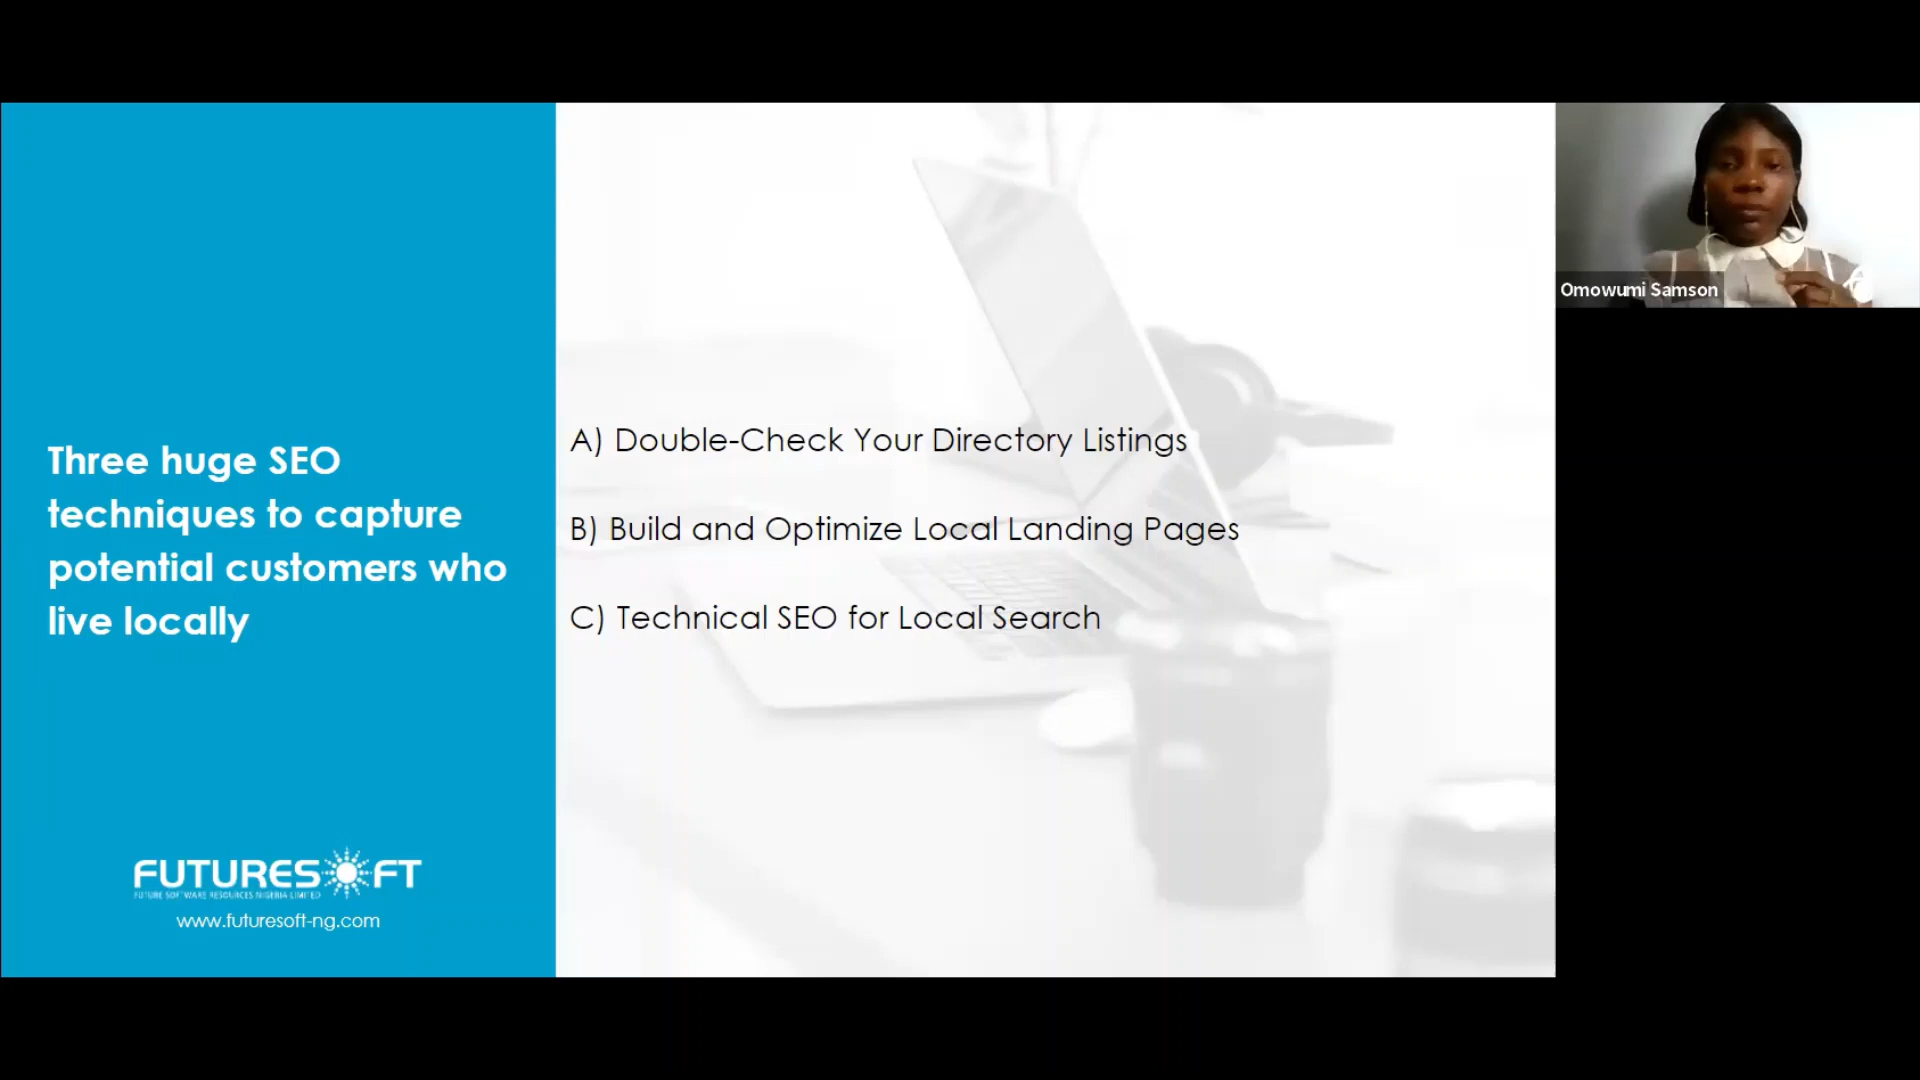 Three huge SEO
techniques to capture
potential customers who
live locally
FUTURESOFT
FUTURE SOFTWARE RESOURCES NIGERIA LIMITED
www.futuresoft-ng.com
A) Double-Check Your Directory Listings
B) Build and Optimize Local Landing Pages
C) Technical SEO for Local Search
Omowumi Samson